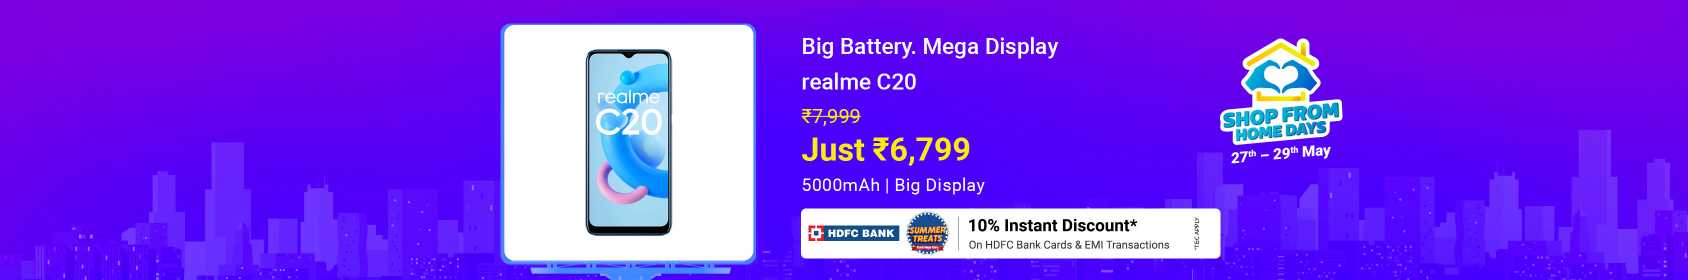 realme
C20
Big Battery. Mega Display
realme C20
₹7,999
Just ₹6,799
5000mAh | Big Display
HDFC BANK
SUMMER
TREATS
10% Instant Discount*
On HDFC Bank Cards & EMI Transactions
*T&C APPLY
SHOP FROM
HOME DAYS
27th – 29th May